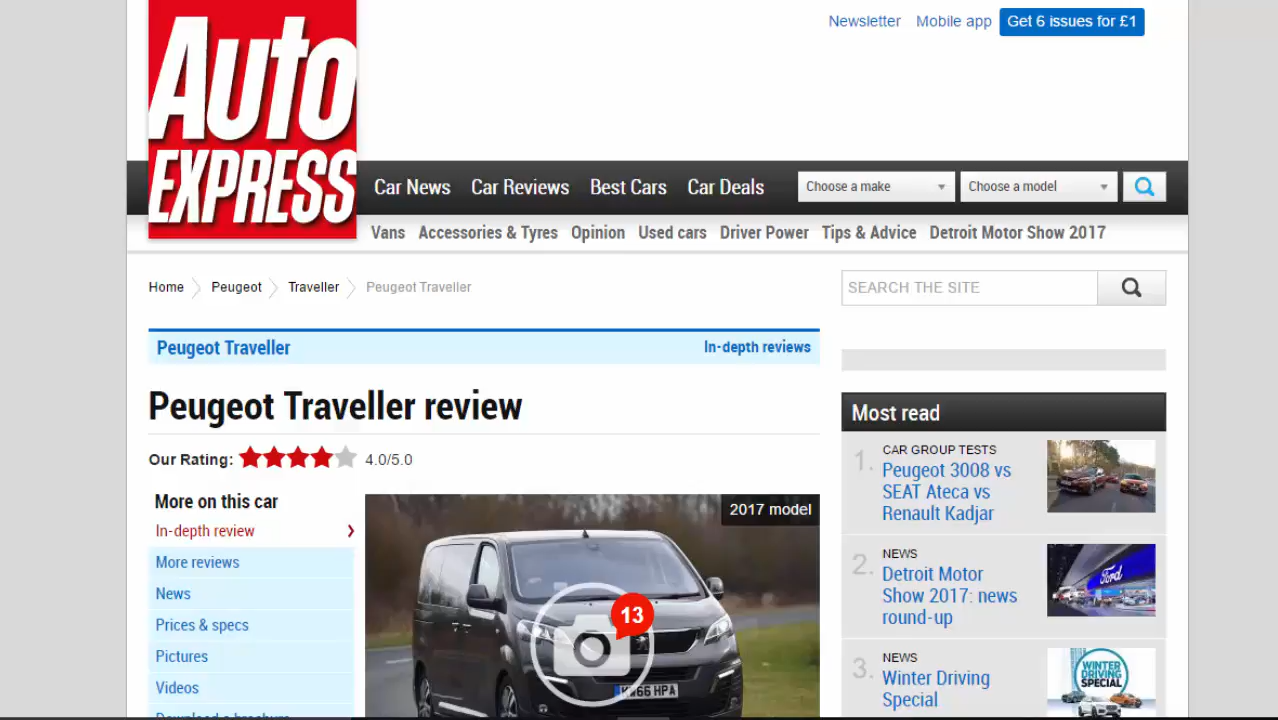 Auto
EXPRESS
Newsletter Mobile app Get 6 issues for £1
Car News Car Reviews Best Cars Car Deals Choose a make Choose a model
Vans Accessories & Tyres Opinion Used cars Driver Power Tips & Advice Detroit Motor Show 2017
Home Peugeot Traveller Peugeot Traveller
SEARCH THE SITE
Peugeot Traveller In-depth reviews
Peugeot Traveller review
Our Rating: 4.0/5.0
More on this car
In-depth review
More reviews
News
Prices & specs
Pictures
Videos
Download a brochure
2017 model
13
66 HPA
Most read
1. CAR GROUP TESTS
Peugeot 3008 vs
SEAT Ateca vs
Renault Kadjar
2. NEWS
Detroit Motor
Show 2017: news
round-up
Ford
3. NEWS
Winter Driving
Special
WINTER
DRIVING
SPECIAL